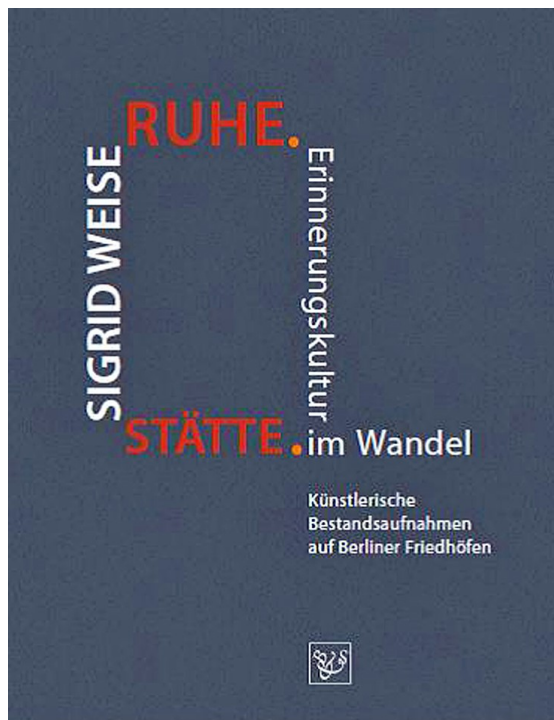 SIGRID WEISE
RUHE.
STÄTTE.
Erinnerungskultur
im Wandel
Künstlerische
Bestandsaufnahmen
auf Berliner Friedhöfen